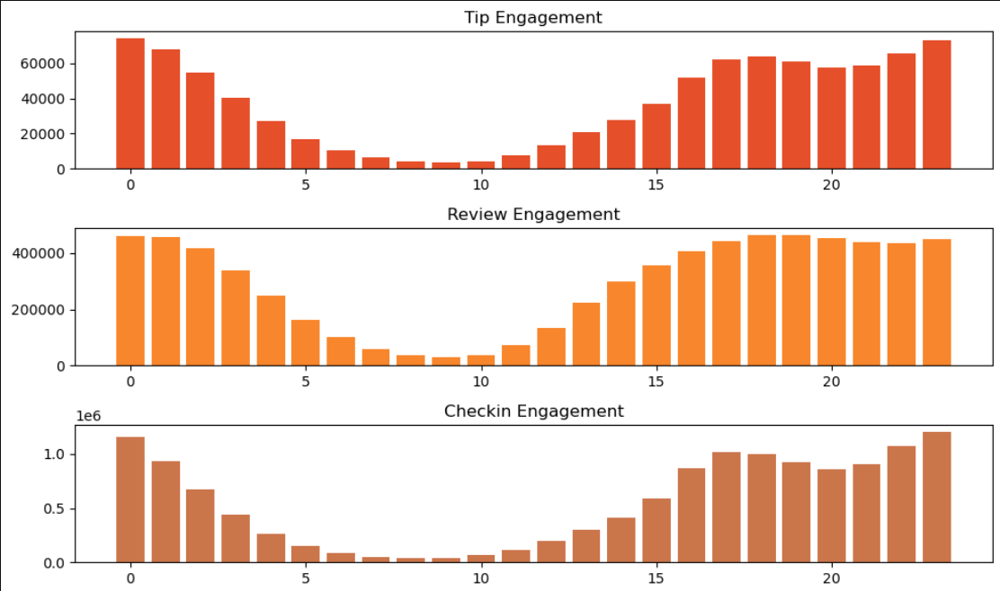 Tip Engagement
60000
40000
20000
0
0 5 10 15 20
Review Engagement
400000
200000
0
0 5 10 15 20
Checkin Engagement
1e6
1.0
0.5
0.0
0 5 10 15 20